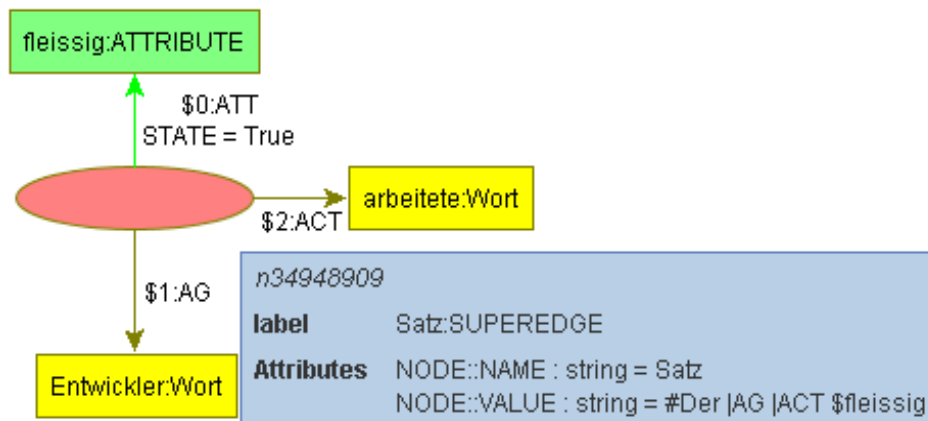 fleissig:ATTRIBUTE
$0:ATT
STATE = True
arbeitete:Wort
$2:ACT
$1:AG
Entwickler:Wort
n34948909
label Satz:SUPEREDGE
Attributes NODE::NAME : string = Satz
NODE::VALUE : string = #Der |AG |ACT $fleissig